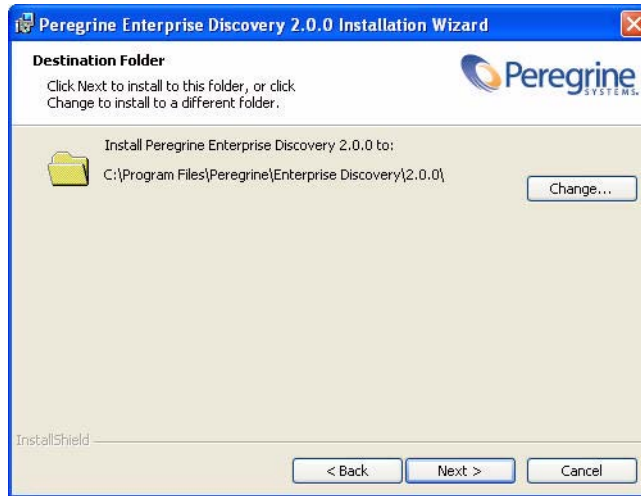 Peregrine Enterprise Discovery 2.0.0 Installation Wizard
Destination Folder
Click Next to install to this folder, or click
Change to install to a different folder.
Peregrine
SYSTEMS
Install Peregrine Enterprise Discovery 2.0.0 to:
C:\Program Files\Peregrine\Enterprise Discovery\2.0.0\
Change...
InstallShield
< Back
Next >
Cancel